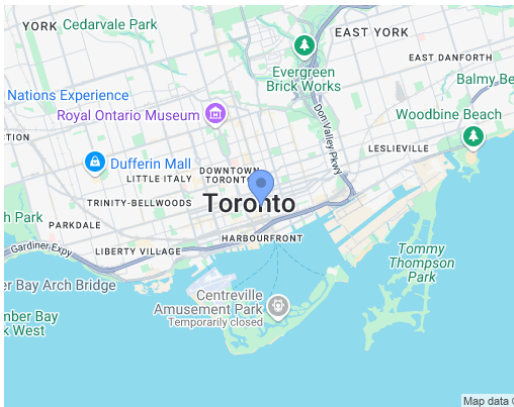 YORK
Cedarvale Park
EAST YORK
Evergreen
Brick Works
EAST DANFORTH
Balmy Be
Nations Experience
Royal Ontario Museum
Don Valley Pkwy
Woodbine Beach
TION
Dufferin Mall
LESLIEVILLE
DOWNTOWN
TORONTO
LITTLE ITALY
TRINITY-BELLWOODS
Toronto
h Park
PARKDALE
Gardiner Expy
LIBERTY VILLAGE
HARBOURFRONT
Tommy
Thompson
Park
er Bay Arch Bridge
Centreville
Amusement Park
Temporarily closed
mber Bay
k West
Map data